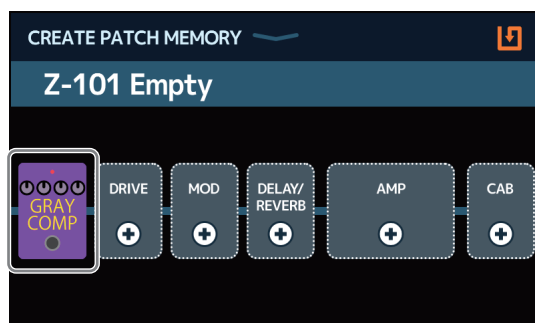 CREATE PATCH MEMORY
Z-101 Empty
GRAY
COMP
DRIVE
MOD
DELAY/
REVERB
AMP
CAB